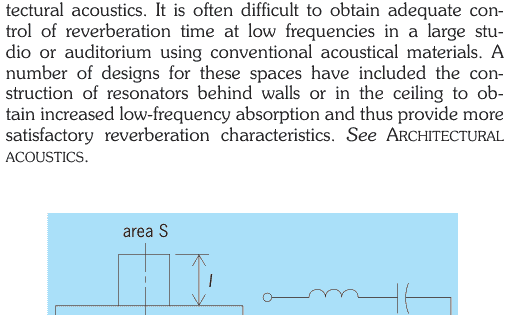 tectural acoustics. It is often difficult to obtain adequate con-
trol of reverberation time at low frequencies in a large stu-
dio or auditorium using conventional acoustical materials. A
number of designs for these spaces have included the con-
struction of resonators behind walls or in the ceiling to ob-
tain increased low-frequency absorption and thus provide more
satisfactory reverberation characteristics. See ARCHITECTURAL
ACOUSTICS.
area S
l